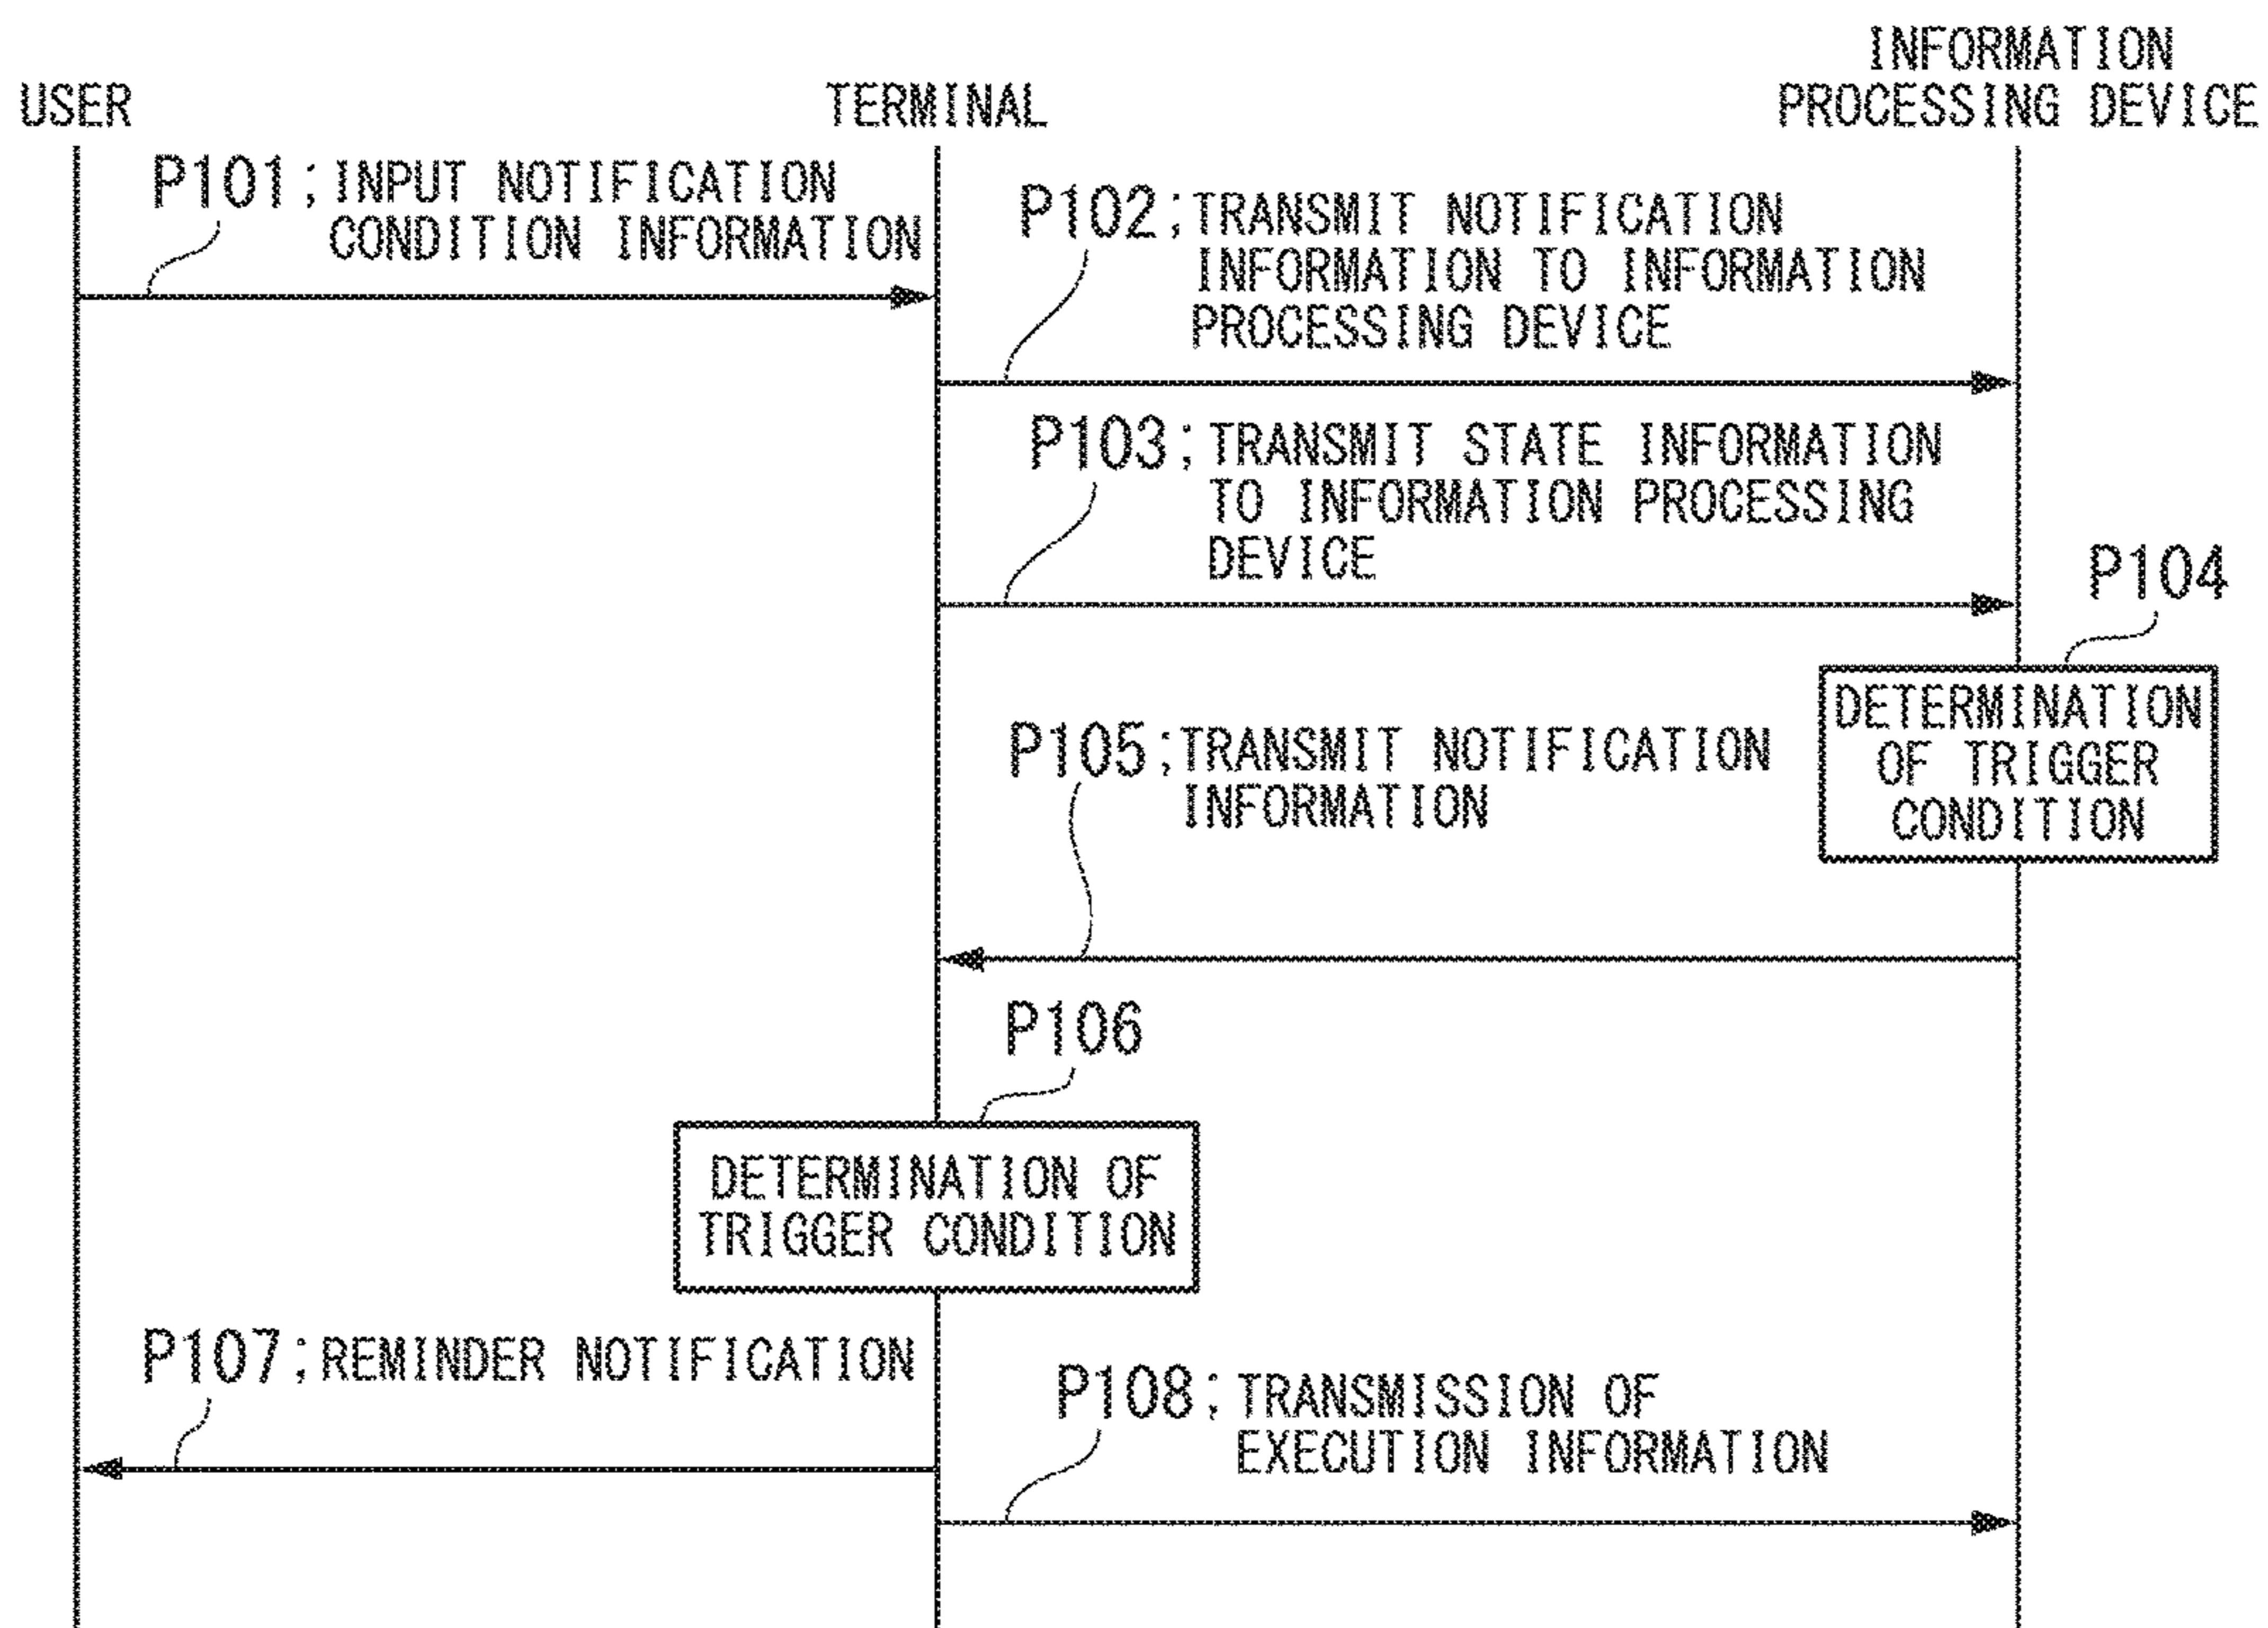 USER
TERMINAL
INFORMATION
PROCESSING DEVICE
P101; INPUT NOTIFICATION
CONDITION INFORMATION
P102; TRANSMIT NOTIFICATION
INFORMATION TO INFORMATION
PROCESSING DEVICE
P103; TRANSMIT STATE INFORMATION
TO INFORMATION PROCESSING
DEVICE
P104
DETERMINATION
OF TRIGGER
CONDITION
P105; TRANSMIT NOTIFICATION
INFORMATION
P106
DETERMINATION OF
TRIGGER CONDITION
P107; REMINDER NOTIFICATION
P108; TRANSMISSION OF
EXECUTION INFORMATION